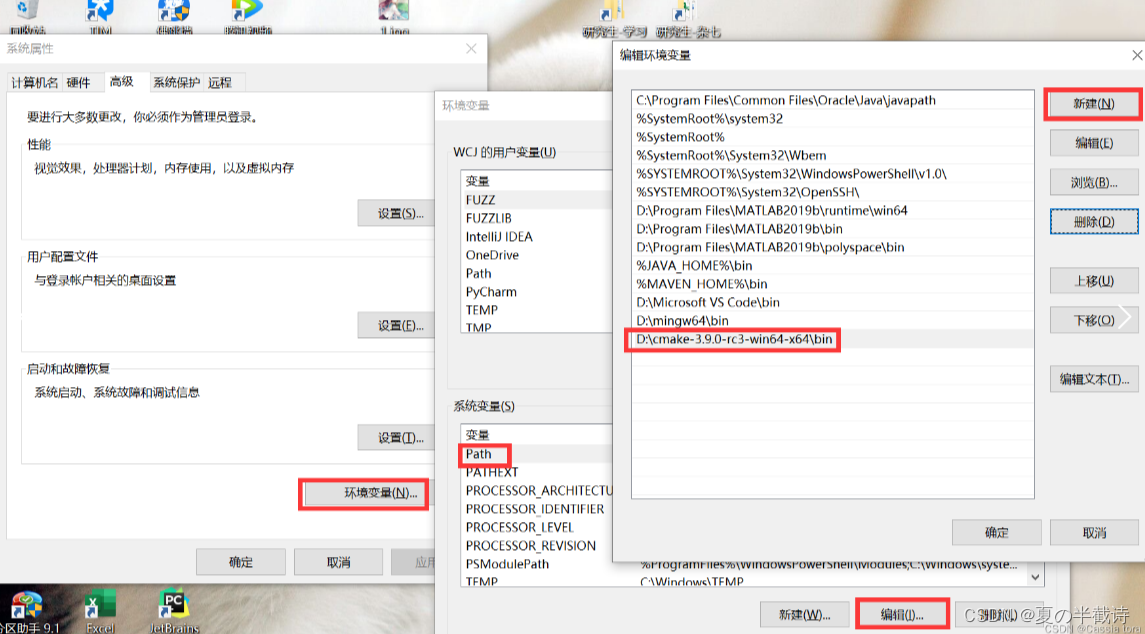 回收站
TIM
腾讯视频
1.jpg
研究生-学习
研究生-杂七
系统属性
计算机名
硬件
高级
系统保护
远程
要进行大多数更改，你必须作为管理员登录。
性能
视觉效果，处理器计划，内存使用，以及虚拟内存
设置(S)...
用户配置文件
与登录帐户相关的桌面设置
设置(E)...
启动和故障恢复
系统启动、系统故障和调试信息
设置(T)...
环境变量(N)...
确定
取消
应用
环境变量
WCJ 的用户变量(U)
变量
FUZZ
FUZZLIB
IntelliJ IDEA
OneDrive
Path
PyCharm
TEMP
TMP
系统变量(S)
变量
Path
PATHEXT
PROCESSOR_ARCHITECTU
PROCESSOR_IDENTIFIER
PROCESSOR_LEVEL
PROCESSOR_REVISION
PSModulePath
%ProgramFiles%\WindowsPowerShell\Modules;C:\Windows\syste...
TEMP
C:\Windows\TEMP
新建(W)...
编辑(I)...
删除(L)
编辑环境变量
C:\Program Files\Common Files\Oracle\Java\javapath
%SystemRoot%\system32
%SystemRoot%
%SystemRoot%\System32\Wbem
%SYSTEMROOT%\System32\WindowsPowerShell\v1.0\
%SYSTEMROOT%\System32\OpenSSH\
D:\Program Files\MATLAB2019b\runtime\win64
D:\Program Files\MATLAB2019b\bin
D:\Program Files\MATLAB2019b\polyspace\bin
%JAVA_HOME%\bin
%MAVEN_HOME%\bin
D:\Microsoft VS Code\bin
D:\mingw64\bin
D:\cmake-3.9.0-rc3-win64-x64\bin
新建(N)
编辑(E)
浏览(B)...
删除(D)
上移(U)
下移(O)
编辑文本(T)...
确定
取消
分区助手 9.1
Excel
JetBrains
CSDN @夏の半截诗